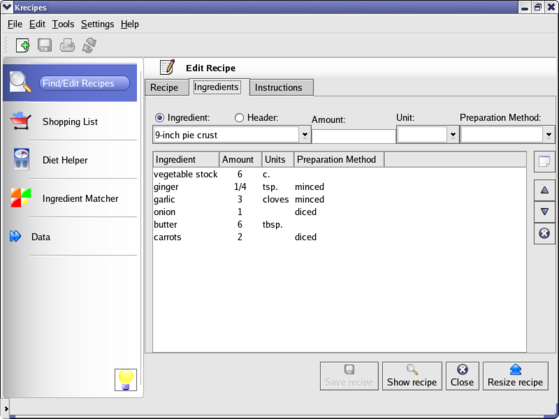 Krecipes
File Edit Tools Settings Help
Edit Recipe
Find/Edit Recipes
Shopping List
Diet Helper
Ingredient Matcher
Data
Recipe Ingredients Instructions
Ingredient: Header: Amount: Unit: Preparation Method:
9-inch pie crust
Ingredient Amount Units Preparation Method
vegetable stock 6 c.
ginger 1/4 tsp. minced
garlic 3 cloves minced
onion 1 diced
butter 6 tbsp.
carrots 2 diced
Save recipe Show recipe Close Resize recipe